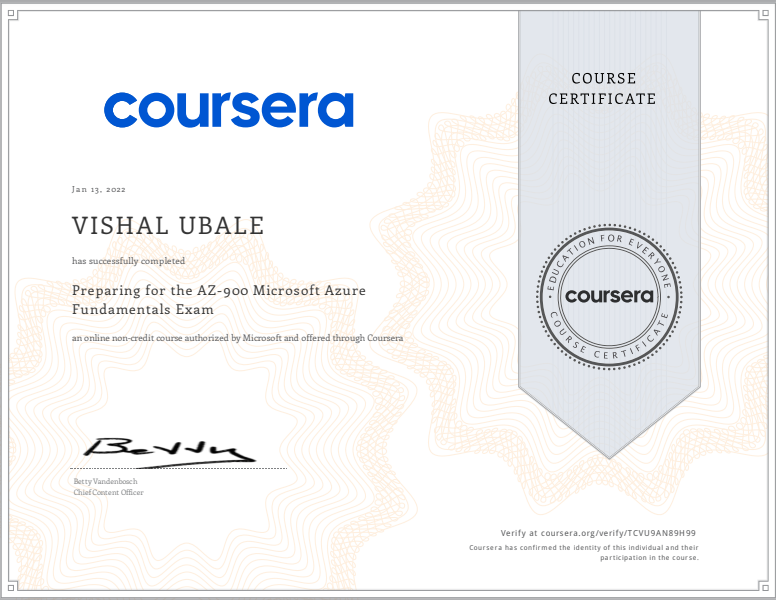 coursera
COURSE
CERTIFICATE
Jan 13, 2022
VISHAL UBALE
has successfully completed
Preparing for the AZ-900 Microsoft Azure
Fundamentals Exam
an online non-credit course authorized by Microsoft and offered through Coursera
EDUCATION FOR EVERYONE
coursera
COURSE CERTIFICATE
Betty
Betty Vandenbosch
Chief Content Officer
Verify at coursera.org/verify/TCVU9AN89H99
Coursera has confirmed the identity of this individual and their
participation in the course.